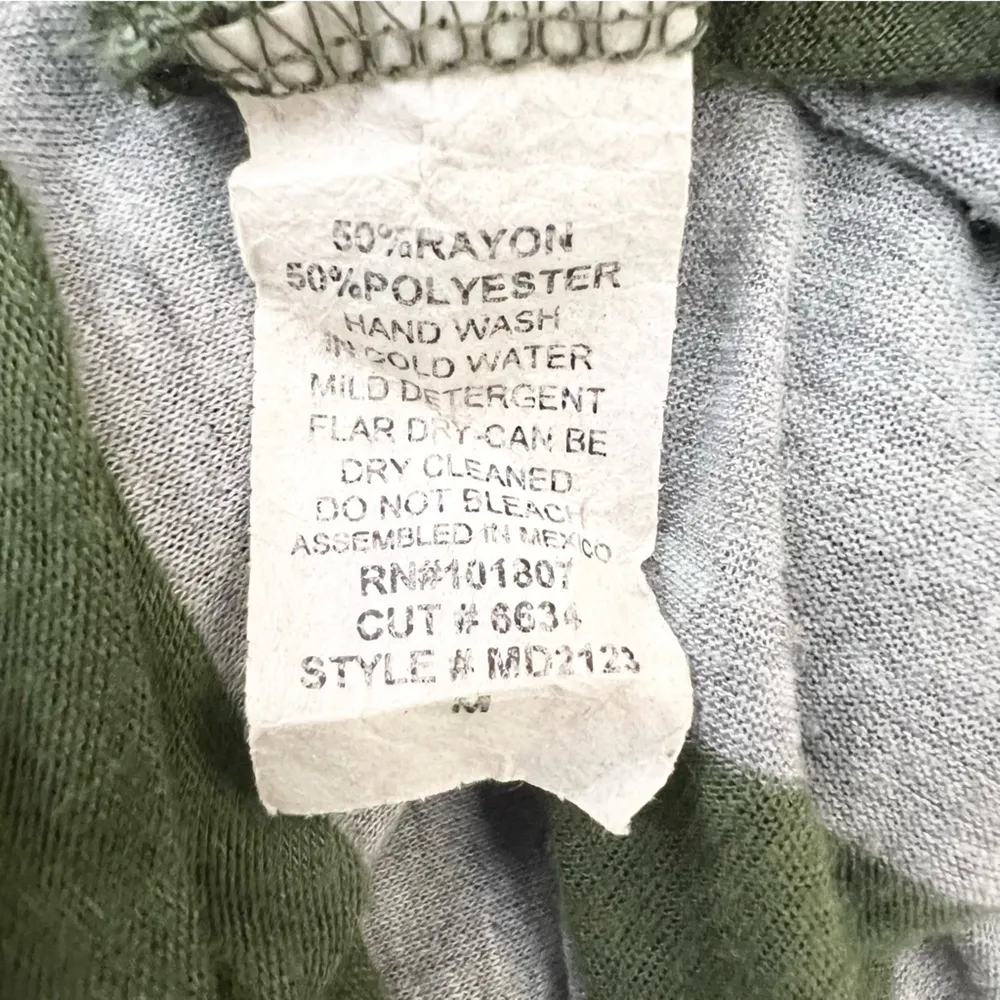 50%RAYON
50%POLYESTER
HAND WASH
IN COLD WATER
MILD DETERGENT
FLAR DRY-CAN BE
DRY CLEANED
DO NOT BLEACH
ASSEMBLED IN MEXICO
RN#101807
CUT # 6634
STYLE # MD2123
M